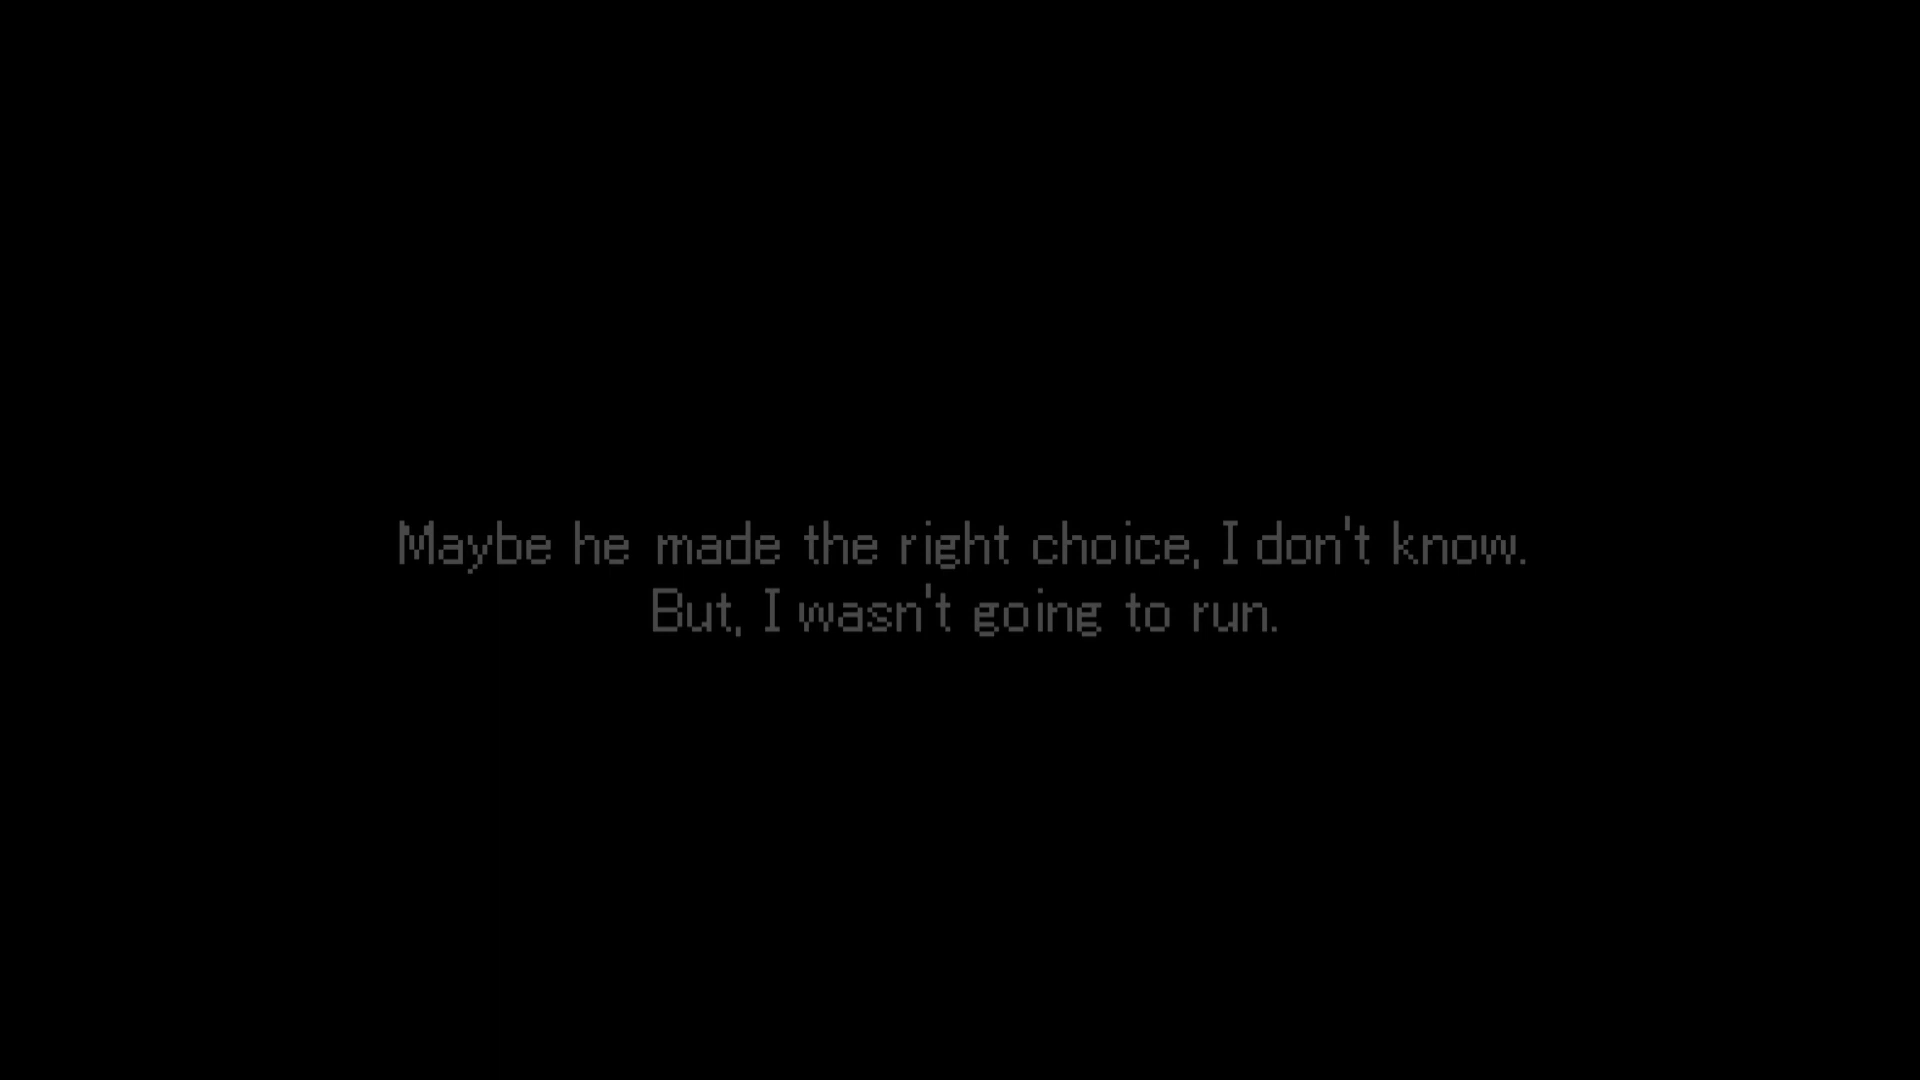 Maybe he made the right choice, I don't know.
But, I wasn't going to run.